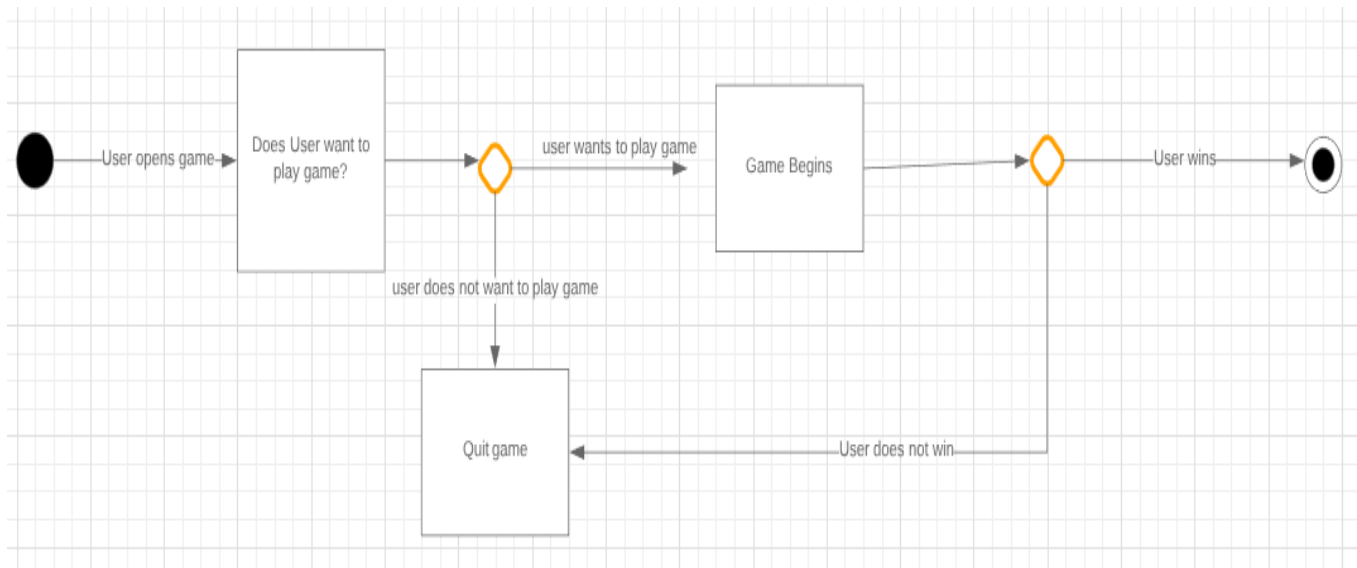 User opens game
Does User want to
play game?
user wants to play game
Game Begins
User wins
user does not want to play game
Quit game
User does not win